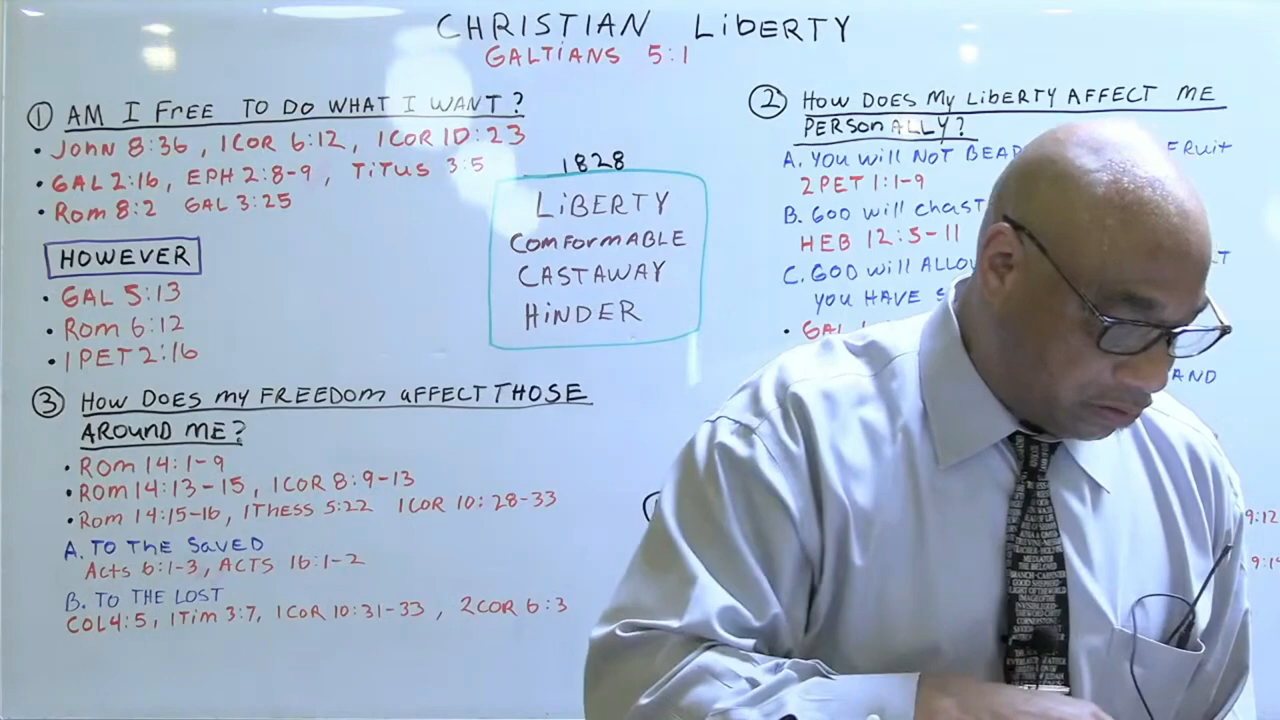 CHRISTIAN LiBERTY
GALTiANS 5:1
① AM I FREE TO DO WHAT I WANT?
• John 8:36, 1COR 6:12, 1COR 10:23
• GAL 2:16, EPH 2:8-9, TiTUS 3:5
• Rom 8:2 GAL 3:25
HOWEVER
• GAL 5:13
• Rom 6:12
• 1PET 2:16
1828
LiBERTY
COMFORMABLE
CASTAWAY
HiNDER
② HOW DOES My LiBERTY AFFECT ME
PERSONALLY?
A. YOU will NOT BEAR FRUit
2PET 1:1-9
B. GOD will
HEB 12:5-11
C. GOD will
YOU HAVE
• GAL
AND
③ HOW DOES my FREEDOM AFFECT THOSE
AROUND ME?
• Rom 14:1-9
• Rom 14:13-15, 1COR 8:9-13
• Rom 14:15-16, 1Thess 5:22 1COR 10:28-33
A. TO The SAVED
Acts 6:1-3, ACTS 16:1-2
B. TO THE LOST
COL 4:5, 1Tim 3:7, 1COR 10:31-33, 2COR 6:3
9:12